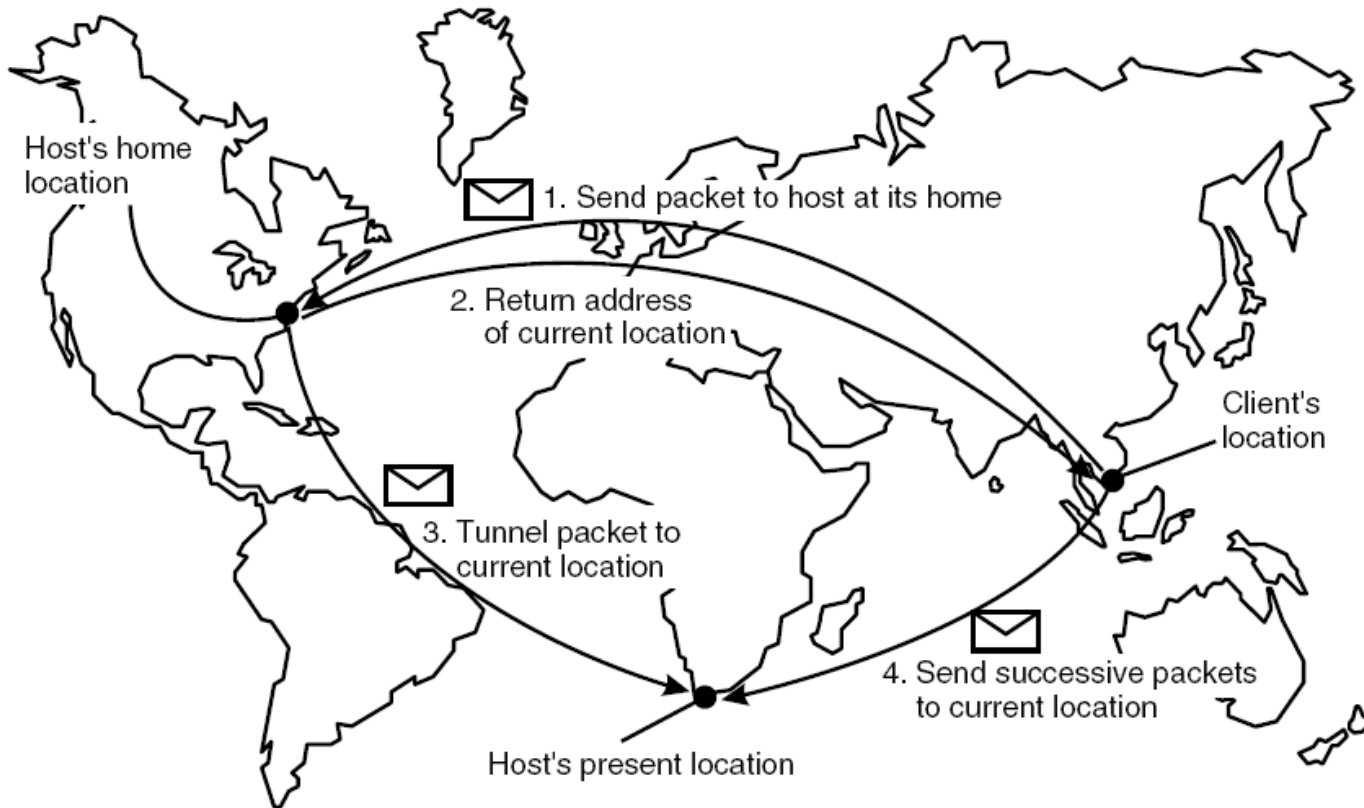 Host's home
location
1. Send packet to host at its home
2. Return address
of current location
Client's
location
3. Tunnel packet to
current location
4. Send successive packets
to current location
Host's present location